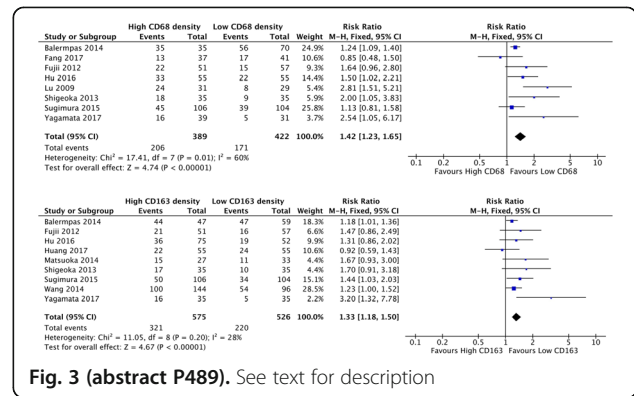 High CD68 density Low CD68 density Risk Ratio Risk Ratio
Study or Subgroup Events Total Events Total Weight M-H, Fixed, 95% CI M-H, Fixed, 95% CI
Balermpas 2014 35 35 56 70 24.9% 1.24 [1.09, 1.40]
Fang 2017 13 37 17 41 10.6% 0.85 [0.48, 1.50]
Fujii 2012 22 51 15 57 9.3% 1.64 [0.96, 2.80]
Hu 2016 33 55 22 55 14.4% 1.50 [1.02, 2.21]
Lu 2009 24 31 8 29 5.4% 2.81 [1.51, 5.21]
Shigeoka 2013 18 35 9 35 5.9% 2.00 [1.05, 3.83]
Sugimura 2015 45 106 39 104 25.8% 1.13 [0.81, 1.58]
Yagamata 2017 16 39 5 31 3.7% 2.54 [1.05, 6.17]
Total (95% CI) 389 422 100.0% 1.42 [1.23, 1.65]
Total events 206 171
Heterogeneity: Chi² = 17.41, df = 7 (P = 0.01); I² = 60%
Test for overall effect: Z = 4.74 (P < 0.00001)
0.1 0.2 0.5 1 2 5 10
Favours High CD68 Favours Low CD68
High CD163 density Low CD163 density Risk Ratio Risk Ratio
Study or Subgroup Events Total Events Total Weight M-H, Fixed, 95% CI M-H, Fixed, 95% CI
Balermpas 2014 44 47 47 59 18.3% 1.18 [1.01, 1.36]
Fujii 2012 21 51 16 57 6.6% 1.47 [0.86, 2.49]
Hu 2016 36 75 19 52 9.8% 1.31 [0.86, 2.02]
Huang 2017 22 55 24 55 10.5% 0.92 [0.59, 1.43]
Matsuoka 2014 15 27 11 33 4.3% 1.67 [0.93, 3.00]
Shigeoka 2013 17 35 10 35 4.4% 1.70 [0.91, 3.18]
Sugimura 2015 50 106 34 104 15.1% 1.44 [1.03, 2.03]
Wang 2014 100 144 54 96 28.5% 1.23 [1.00, 1.52]
Yagamata 2017 16 35 5 35 2.2% 3.20 [1.32, 7.78]
Total (95% CI) 575 526 100.0% 1.33 [1.18, 1.50]
Total events 321 220
Heterogeneity: Chi² = 11.05, df = 8 (P = 0.20); I² = 28%
Test for overall effect: Z = 4.67 (P < 0.00001)
0.1 0.2 0.5 1 2 5 10
Favours High CD163 Favours Low CD163
Fig. 3 (abstract P489). See text for description